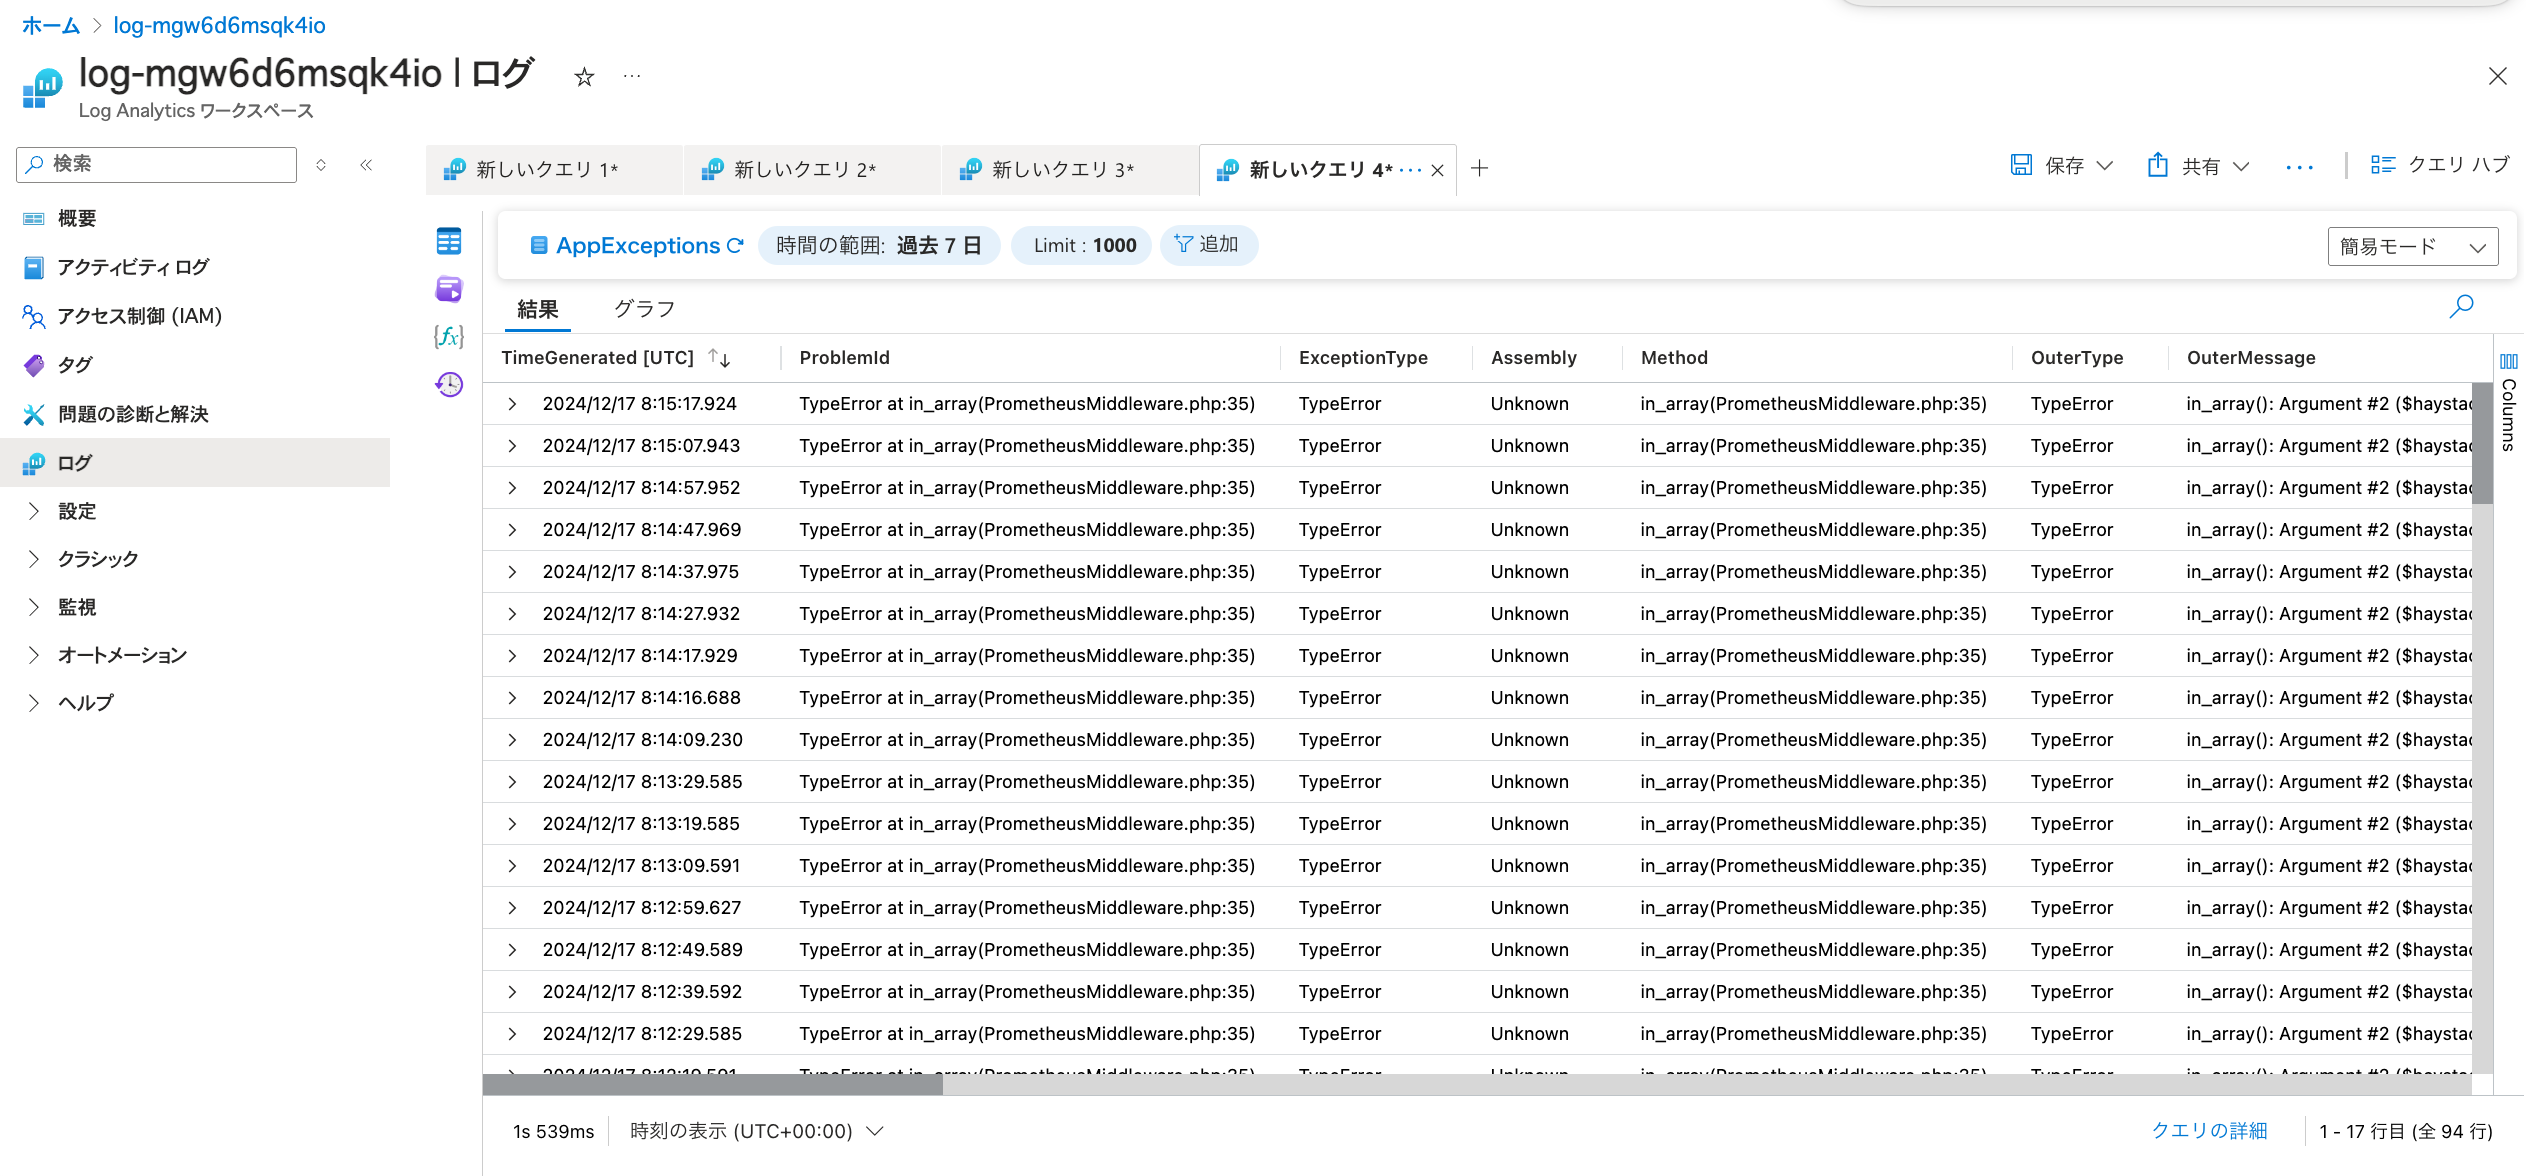 ホーム > log-mgw6d6msqk4io
log-mgw6d6msqk4io | ログ
Log Analytics ワークスペース
検索
概要
アクティビティ ログ
アクセス制御 (IAM)
タグ
問題の診断と解決
ログ
設定
クラシック
監視
オートメーション
ヘルプ
新しいクエリ 1* 新しいクエリ 2* 新しいクエリ 3* 新しいクエリ 4* ··· 保存 共有 ··· クエリ ハブ
AppExceptions 時間の範囲: 過去 7 日 Limit : 1000 追加 簡易モード
結果 グラフ
TimeGenerated [UTC] ProblemId ExceptionType Assembly Method OuterType OuterMessage
2024/12/17 8:15:17.924 TypeError at in_array(PrometheusMiddleware.php:35) TypeError Unknown in_array(PrometheusMiddleware.php:35) TypeError in_array(): Argument #2 ($haystac
2024/12/17 8:15:07.943 TypeError at in_array(PrometheusMiddleware.php:35) TypeError Unknown in_array(PrometheusMiddleware.php:35) TypeError in_array(): Argument #2 ($haystac
2024/12/17 8:14:57.952 TypeError at in_array(PrometheusMiddleware.php:35) TypeError Unknown in_array(PrometheusMiddleware.php:35) TypeError in_array(): Argument #2 ($haystac
2024/12/17 8:14:47.969 TypeError at in_array(PrometheusMiddleware.php:35) TypeError Unknown in_array(PrometheusMiddleware.php:35) TypeError in_array(): Argument #2 ($haystac
2024/12/17 8:14:37.975 TypeError at in_array(PrometheusMiddleware.php:35) TypeError Unknown in_array(PrometheusMiddleware.php:35) TypeError in_array(): Argument #2 ($haystac
2024/12/17 8:14:27.932 TypeError at in_array(PrometheusMiddleware.php:35) TypeError Unknown in_array(PrometheusMiddleware.php:35) TypeError in_array(): Argument #2 ($haystac
2024/12/17 8:14:17.929 TypeError at in_array(PrometheusMiddleware.php:35) TypeError Unknown in_array(PrometheusMiddleware.php:35) TypeError in_array(): Argument #2 ($haystac
2024/12/17 8:14:16.688 TypeError at in_array(PrometheusMiddleware.php:35) TypeError Unknown in_array(PrometheusMiddleware.php:35) TypeError in_array(): Argument #2 ($haystac
2024/12/17 8:14:09.230 TypeError at in_array(PrometheusMiddleware.php:35) TypeError Unknown in_array(PrometheusMiddleware.php:35) TypeError in_array(): Argument #2 ($haystac
2024/12/17 8:13:29.585 TypeError at in_array(PrometheusMiddleware.php:35) TypeError Unknown in_array(PrometheusMiddleware.php:35) TypeError in_array(): Argument #2 ($haystac
2024/12/17 8:13:19.585 TypeError at in_array(PrometheusMiddleware.php:35) TypeError Unknown in_array(PrometheusMiddleware.php:35) TypeError in_array(): Argument #2 ($haystac
2024/12/17 8:13:09.591 TypeError at in_array(PrometheusMiddleware.php:35) TypeError Unknown in_array(PrometheusMiddleware.php:35) TypeError in_array(): Argument #2 ($haystac
2024/12/17 8:12:59.627 TypeError at in_array(PrometheusMiddleware.php:35) TypeError Unknown in_array(PrometheusMiddleware.php:35) TypeError in_array(): Argument #2 ($haystac
2024/12/17 8:12:49.589 TypeError at in_array(PrometheusMiddleware.php:35) TypeError Unknown in_array(PrometheusMiddleware.php:35) TypeError in_array(): Argument #2 ($haystac
2024/12/17 8:12:39.592 TypeError at in_array(PrometheusMiddleware.php:35) TypeError Unknown in_array(PrometheusMiddleware.php:35) TypeError in_array(): Argument #2 ($haystac
2024/12/17 8:12:29.585 TypeError at in_array(PrometheusMiddleware.php:35) TypeError Unknown in_array(PrometheusMiddleware.php:35) TypeError in_array(): Argument #2 ($haystac
Columns
1s 539ms 時刻の表示 (UTC+00:00) クエリの詳細 1 - 17 行目 (全 94 行)